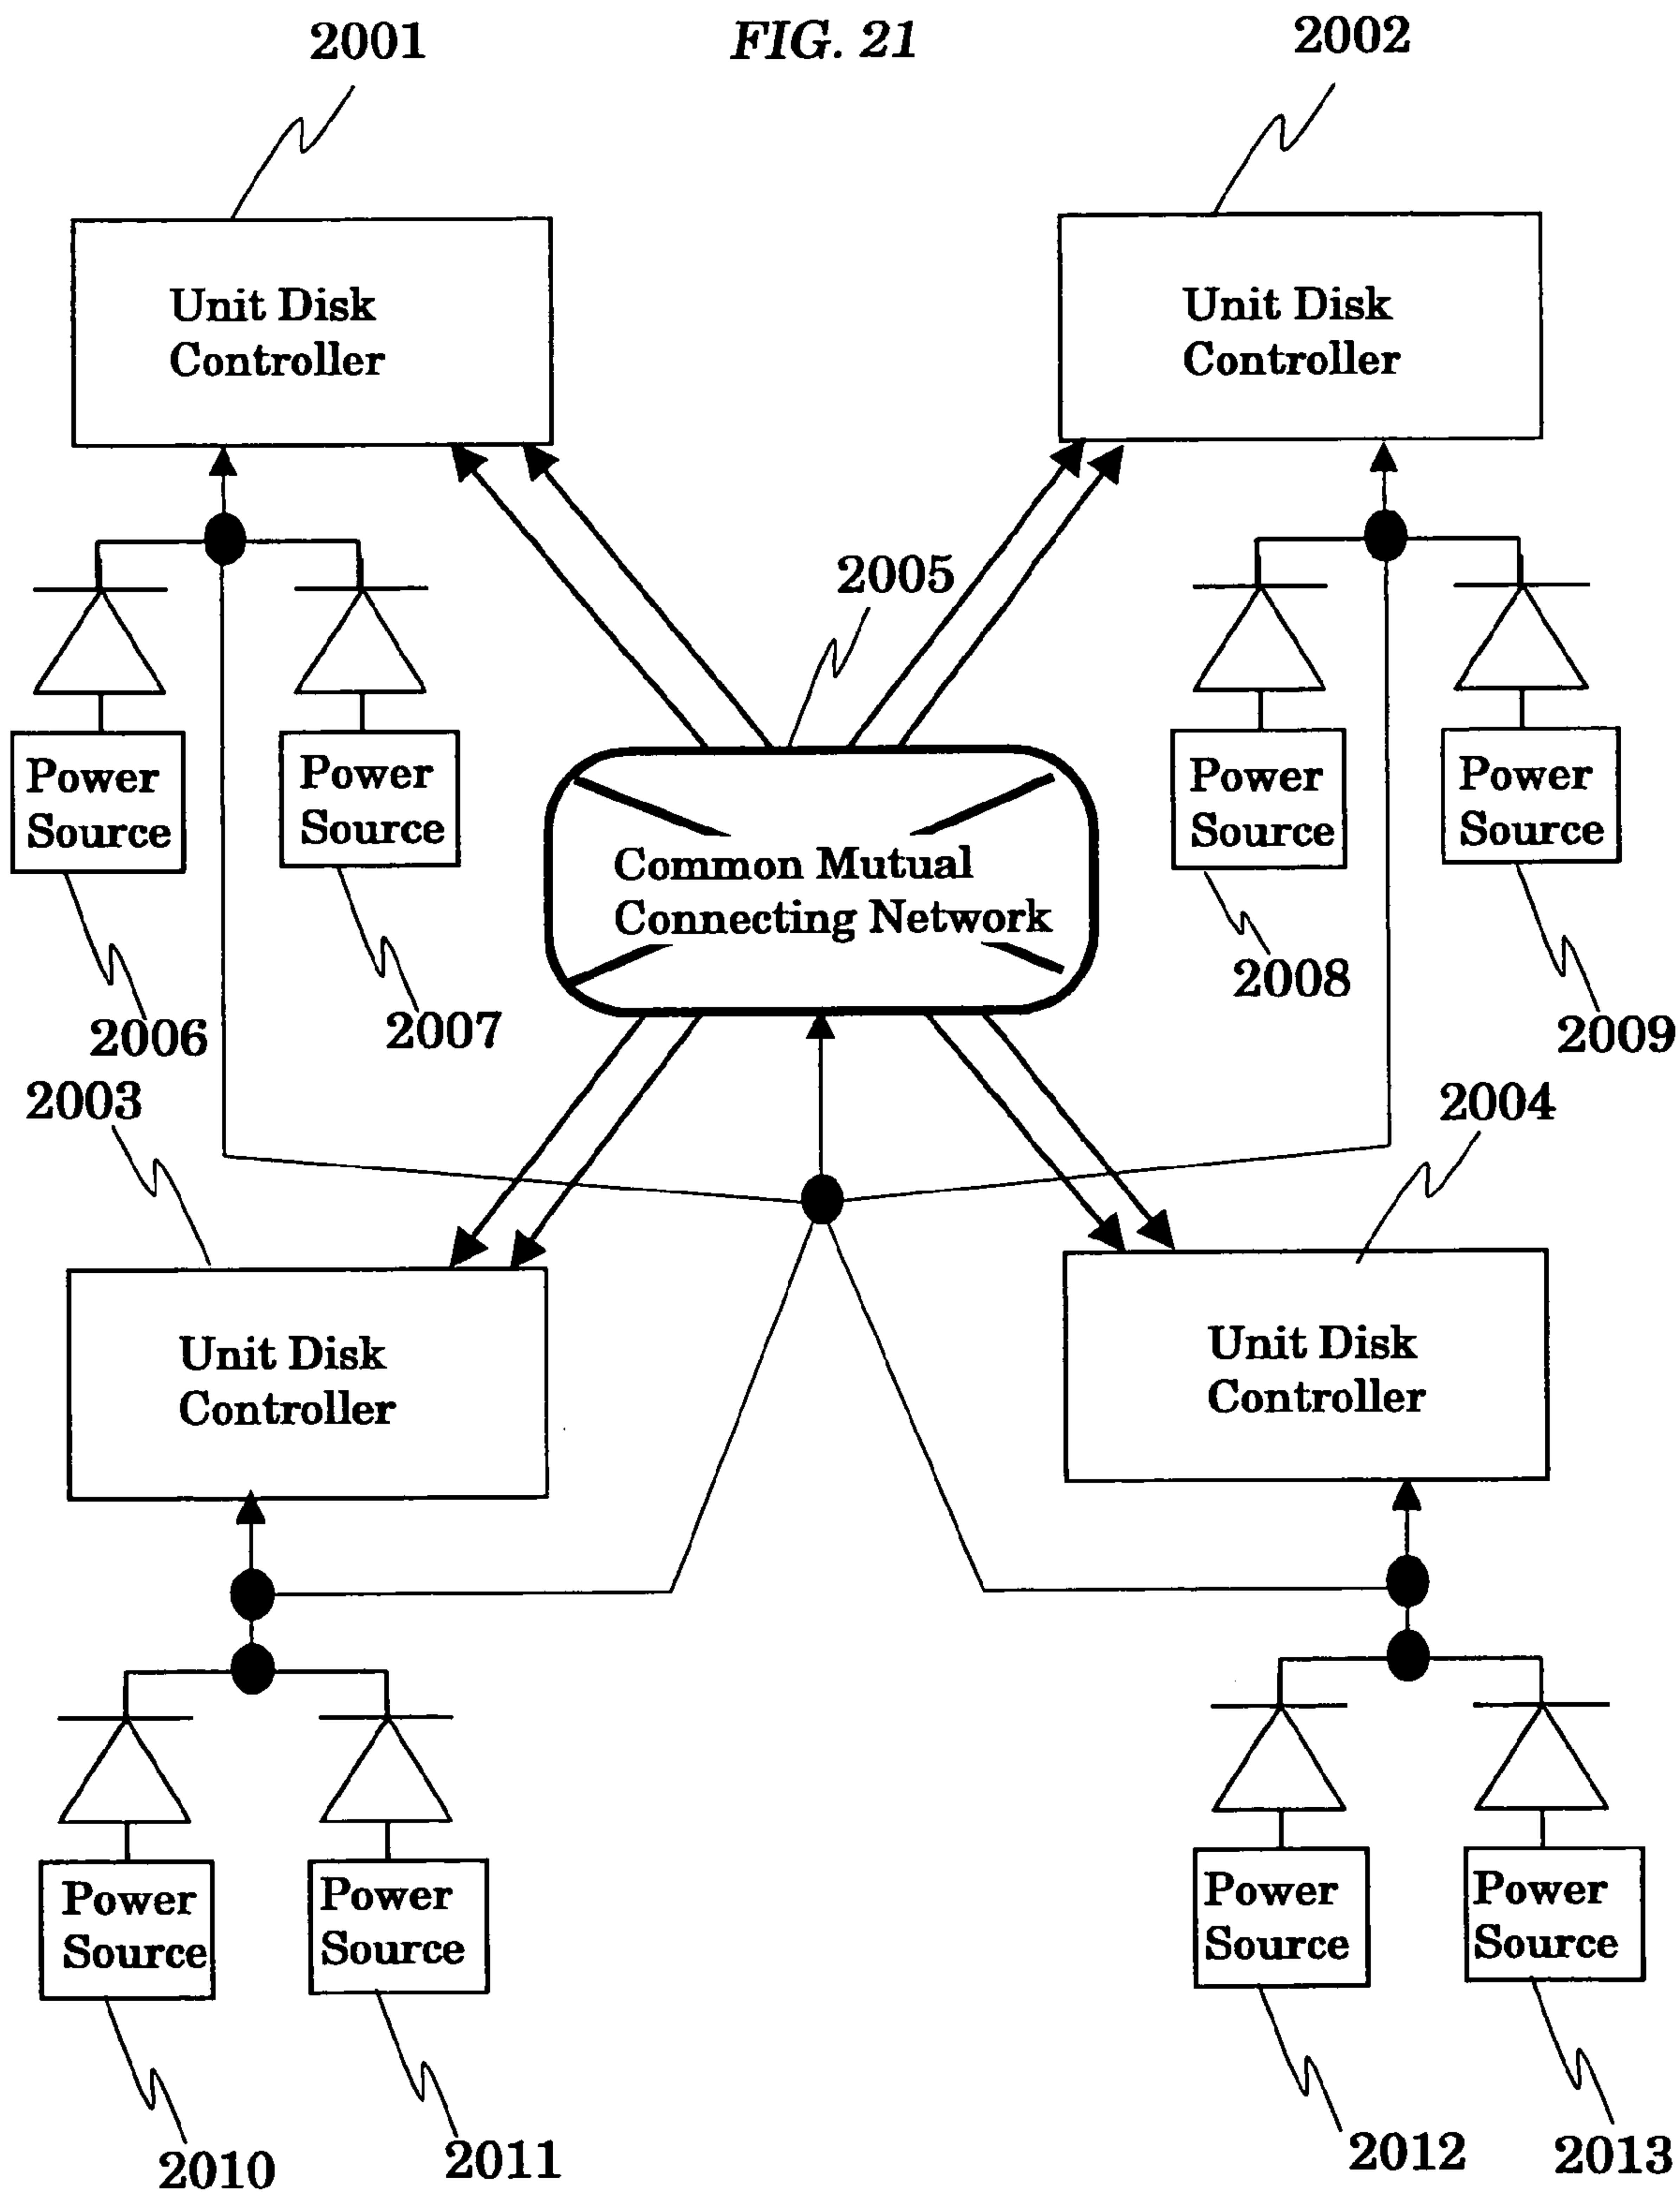 2001
FIG. 21
2002
Unit Disk
Controller
Unit Disk
Controller
2005
Power
Source
Power
Source
Power
Source
Power
Source
Common Mutual
Connecting Network
2006
2007
2008
2009
2003
2004
Unit Disk
Controller
Unit Disk
Controller
Power
Source
Power
Source
Power
Source
Power
Source
2010
2011
2012
2013